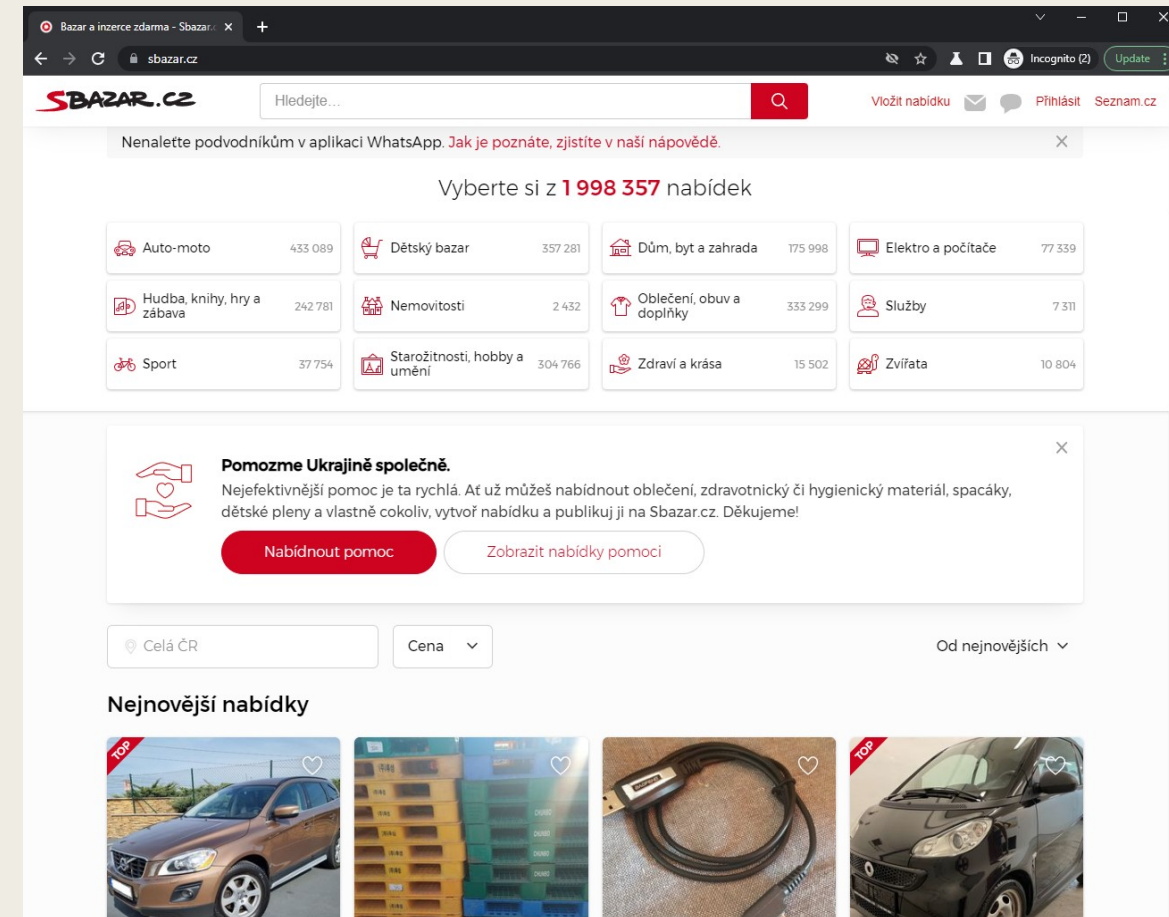 Bazar a inzerce zdarma - Sbazar.c
sbazar.cz
Incognito (2)
Update
SBAZAR.CZ
Hledejte...
Vložit nabídku
Přihlásit
Seznam.cz
Nenaleťte podvodníkům v aplikaci WhatsApp. Jak je poznáte, zjistíte v naší nápovědě.
Vyberte si z 1 998 357 nabídek
Auto-moto 433 089
Dětský bazar 357 281
Dům, byt a zahrada 175 998
Elektro a počítače 77 339
Hudba, knihy, hry a
zábava 242 781
Nemovitosti 2 432
Oblečení, obuv a
doplňky 333 299
Služby 7 311
Sport 37 754
Starožitnosti, hobby a
umění 304 766
Zdraví a krása 15 502
Zvířata 10 804
Pomozme Ukrajině společně.
Nejefektivnější pomoc je ta rychlá. Ať už můžeš nabídnout oblečení, zdravotnický či hygienický materiál, spacáky,
dětské pleny a vlastně cokoliv, vytvoř nabídku a publikuj ji na Sbazar.cz. Děkujeme!
Nabídnout pomoc
Zobrazit nabídky pomoci
Celá ČR
Cena
Od nejnovějších
Nejnovější nabídky
TOP
TOP